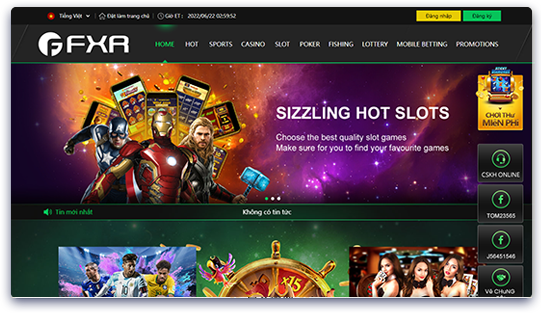 Tiếng Việt
Đặt làm trang chủ
Giờ ET : 2022/06/22 02:59:52
Đăng nhập
Đăng ký
FXR
HOME HOT SPORTS CASINO SLOT POKER FISHING LOTTERY MOBILE BETTING PROMOTIONS
SIZZLING HOT SLOTS
Choose the best quality slot games
Make sure for you to find your favourite games
CHƠI THử
MIỄN PHÍ
CSKH ONLINE
TOM23565
Tin mới nhất
Không có tin tức
J56451546
x15
Về CHúNG